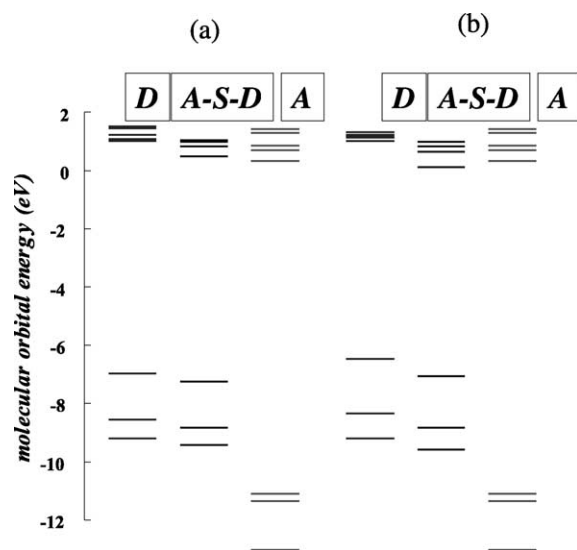 (a) (b)
D A-S-D A D A-S-D A
2
0
-2
-4
-6
-8
-10
-12
molecular orbital energy (eV)